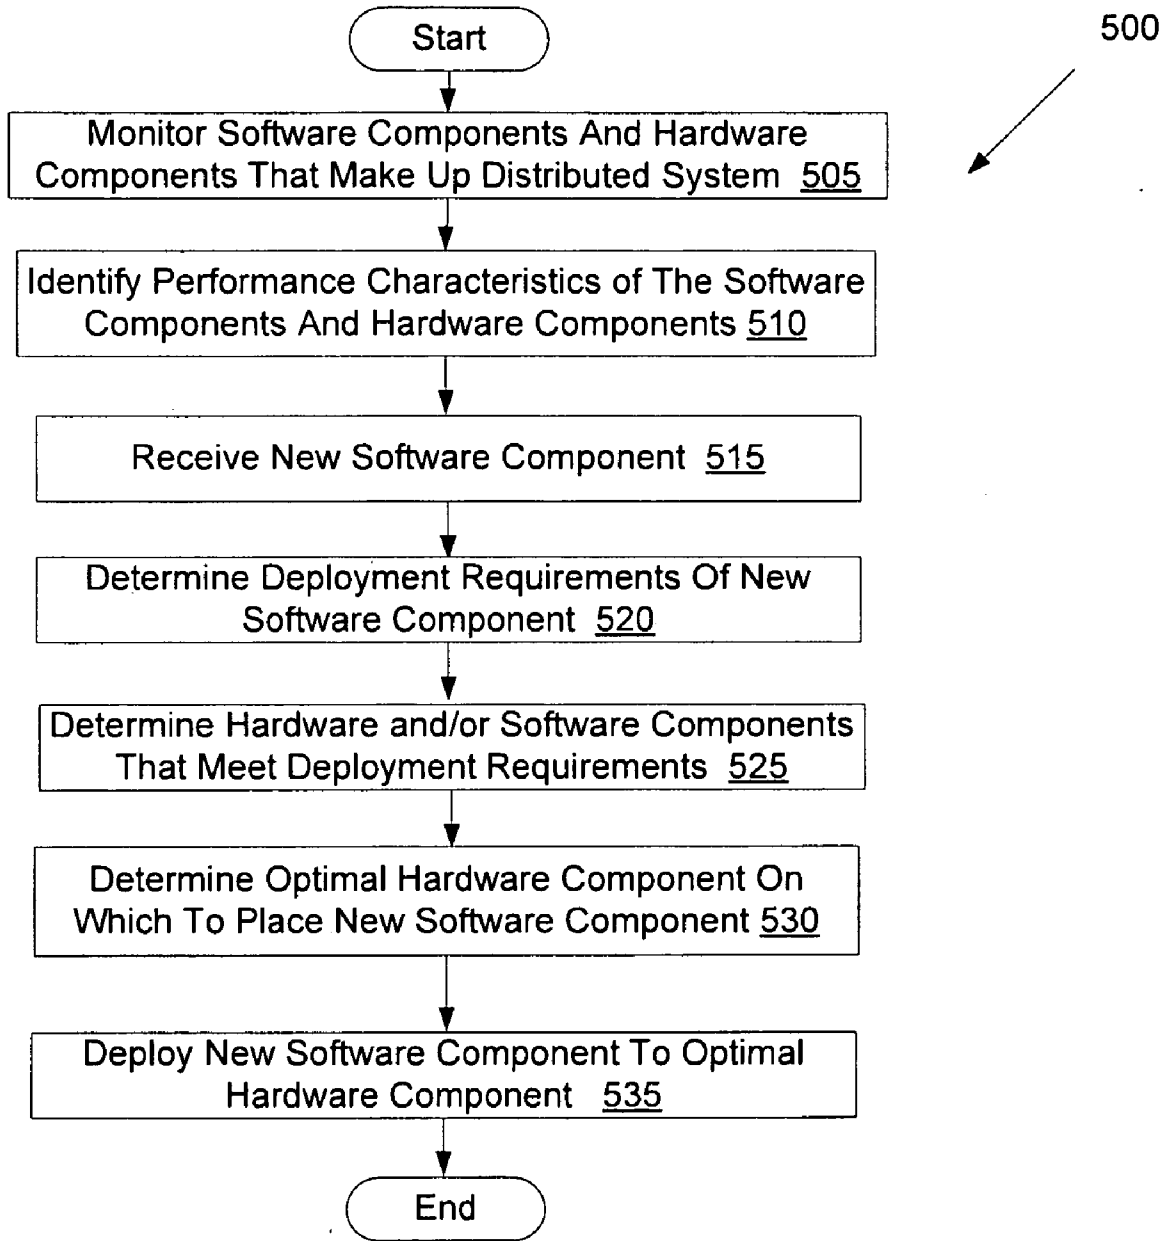 Start
500
Monitor Software Components And Hardware
Components That Make Up Distributed System 505
Identify Performance Characteristics of The Software
Components And Hardware Components 510
Receive New Software Component 515
Determine Deployment Requirements Of New
Software Component 520
Determine Hardware and/or Software Components
That Meet Deployment Requirements 525
Determine Optimal Hardware Component On
Which To Place New Software Component 530
Deploy New Software Component To Optimal
Hardware Component 535
End